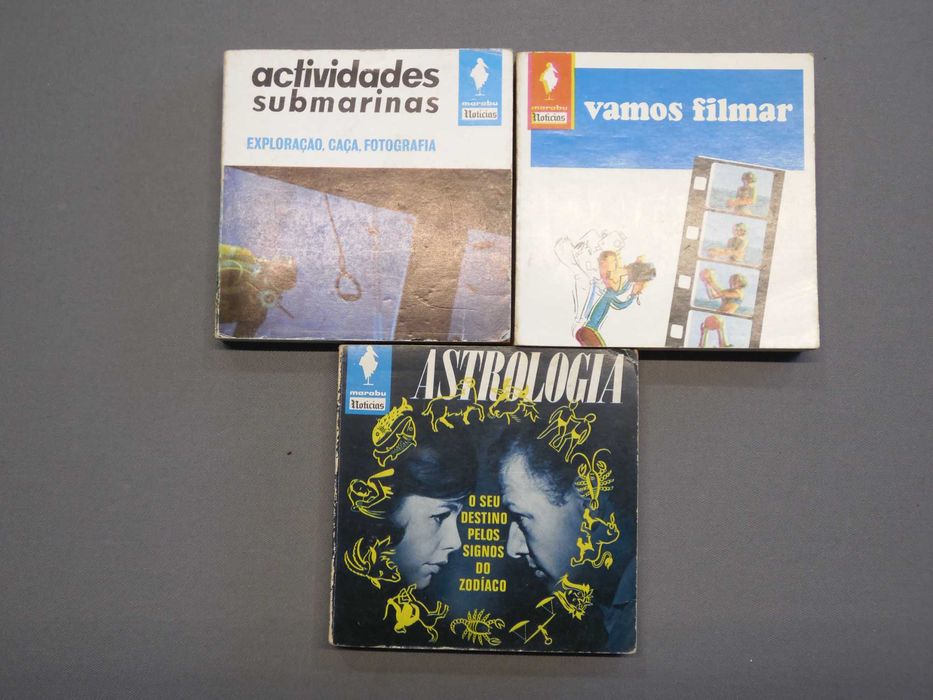 actividades
submarinas
EXPLORAÇAO, CAÇA, FOTOGRAFIA
marabu
Notícias
marabu
Notícias
vamos filmar
marabu
Notícias
ASTROLOGIA
O SEU
DESTINO
PELOS
SIGNOS
DO
ZODÍACO